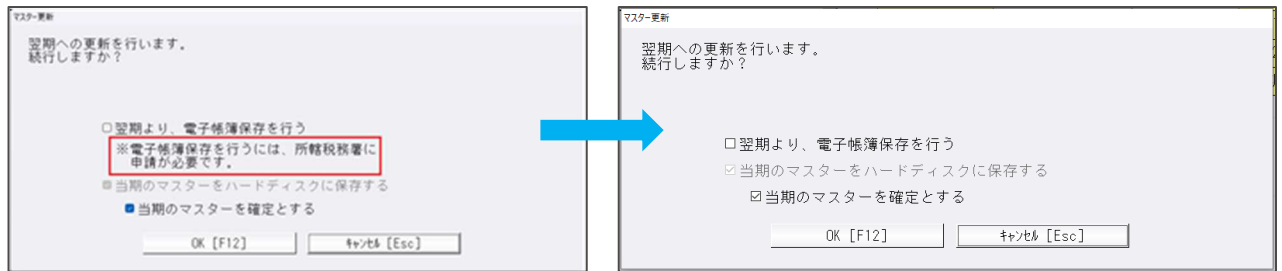 マスター更新
翌期への更新を行います。
続行しますか？
翌期より、電子帳簿保存を行う
※電子帳簿保存を行うには、所轄税務署に
申請が必要です。
当期のマスターをハードディスクに保存する
当期のマスターを確定とする
OK [F12]
ｷｬﾝｾﾙ [Esc]
マスター更新
翌期への更新を行います。
続行しますか？
翌期より、電子帳簿保存を行う
当期のマスターをハードディスクに保存する
当期のマスターを確定とする
OK [F12]
ｷｬﾝｾﾙ [Esc]